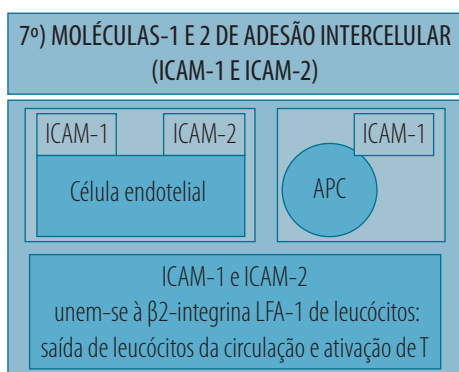 7º) MOLÉCULAS-1 E 2 DE ADESÃO INTERCELULAR
(ICAM-1 E ICAM-2)
ICAM-1
ICAM-2
Célula endotelial
ICAM-1
APC
ICAM-1 e ICAM-2
unem-se à β2-integrina LFA-1 de leucócitos:
saída de leucócitos da circulação e ativação de T